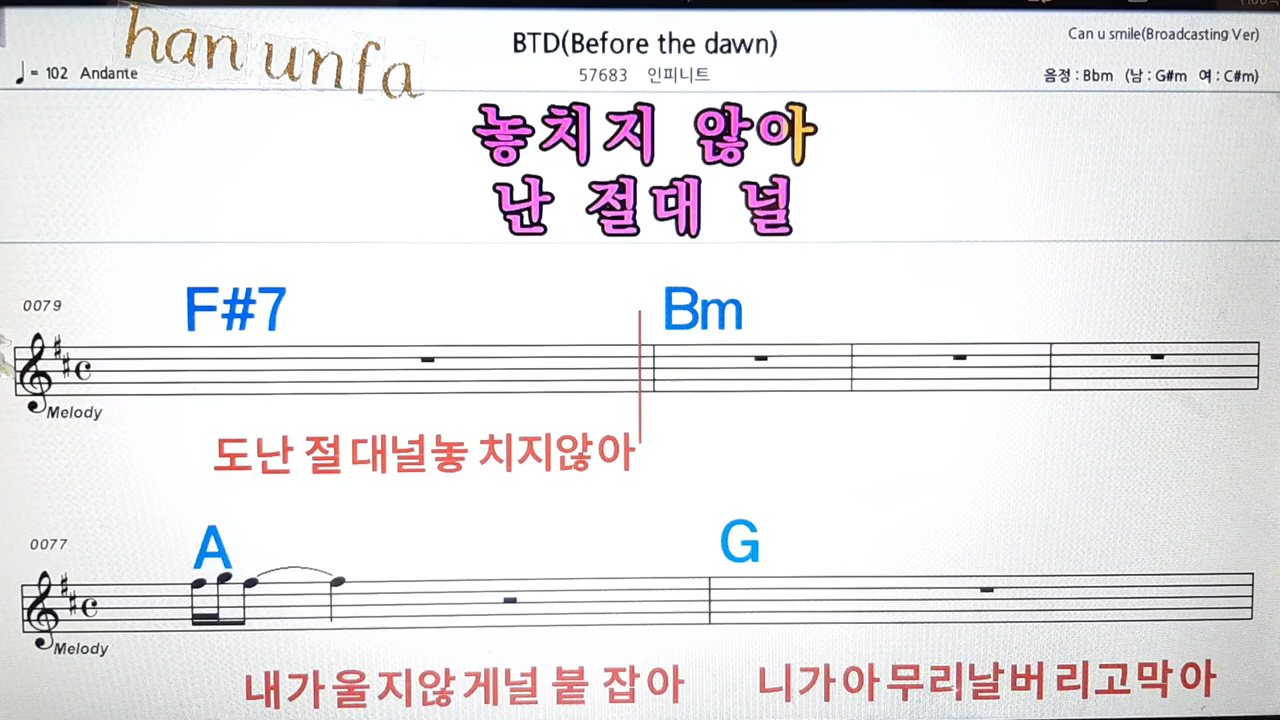 han unfa
BTD(Before the dawn)
Can u smile(Broadcasting Ver)
♩= 102 Andante
57683 인피니트
음정 : Bbm (남 : G#m 여 : C#m)
놓치지 않아
난 절대 널
0079
F#7 Bm
Melody
도난 절대널놓 치지않아
0077
A G
Melody
내가울지않게널 붙 잡아 니가아무리날버리고막아